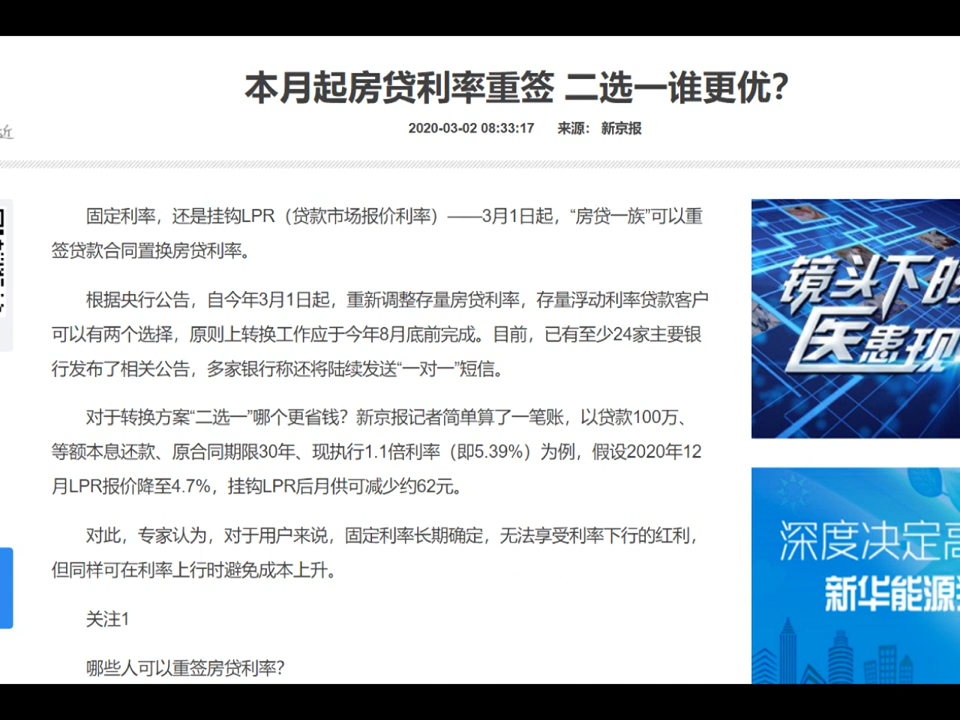 本月起房贷利率重签 二选一谁更优？
2020-03-02 08:33:17 来源： 新京报
近
固定利率，还是挂钩LPR（贷款市场报价利率）——3月1日起，“房贷一族”可以重
签贷款合同置换房贷利率。
根据央行公告，自今年3月1日起，重新调整存量房贷利率，存量浮动利率贷款客户
可以有两个选择，原则上转换工作应于今年8月底前完成。目前，已有至少24家主要银
行发布了相关公告，多家银行称还将陆续发送“一对一”短信。
对于转换方案“二选一”哪个更省钱？新京报记者简单算了一笔账，以贷款100万、
等额本息还款、原合同期限30年、现执行1.1倍利率（即5.39%）为例，假设2020年12
月LPR报价降至4.7%，挂钩LPR后月供可减少约62元。
对此，专家认为，对于用户来说，固定利率长期确定，无法享受利率下行的红利，
但同样可在利率上行时避免成本上升。
关注1
哪些人可以重签房贷利率？
镜头下的
医患现
深度决定高
新华能源